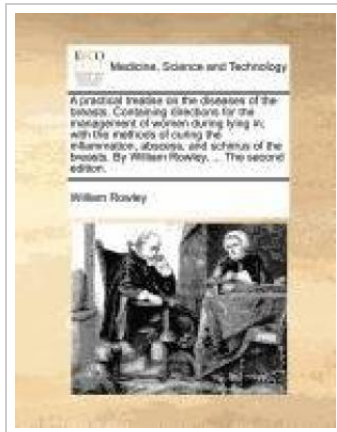 ECCO
Medicine, Science and Technology
A practical treatise on the diseases of the
breasts. Containing directions for the
management of women during lying in;
with the methods of curing the
inflammation, abscess, and schirrus of the
breasts. By William Rowley, ... The second
edition.
William Rowley